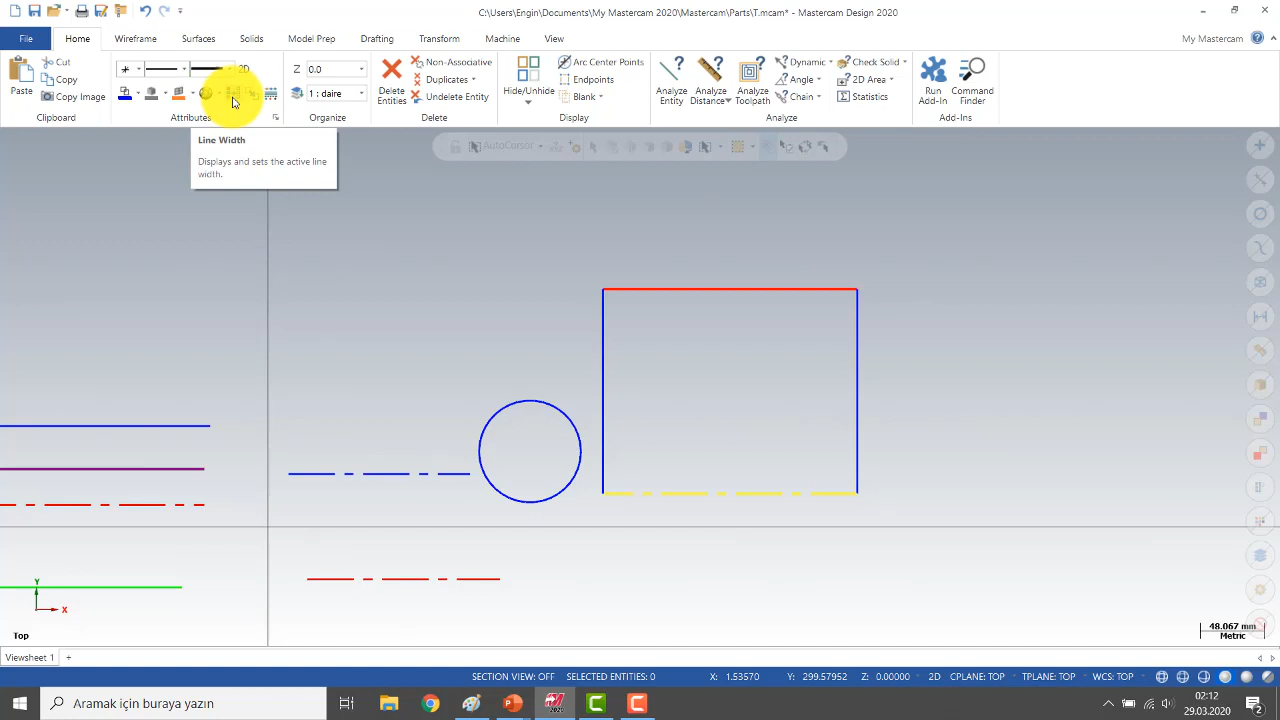 C:\Users\Engin\Documents\My Mastercam 2020\Mastercam\Parts\T.mcam* - Mastercam Design 2020
File
Home
Wireframe
Surfaces
Solids
Model Prep
Drafting
Transform
Machine
View
My Mastercam
Paste
Cut
Copy
Copy Image
Clipboard
2D
Attributes
Z 0.0
1 : daire
Organize
Delete Entities
Non-Associative
Duplicates
Undelete Entity
Delete
Hide/Unhide
Arc Center Points
Endpoints
Blank
Display
Analyze Entity
Analyze Distance
Analyze Toolpath
Dynamic
Angle
Chain
Check Solid
2D Area
Statistics
Analyze
Run Add-In
Command Finder
Add-Ins
Line Width
Displays and sets the active line
width.
AutoCursor
Y
X
Top
48.067 mm
Metric
Viewsheet 1 +
SECTION VIEW: OFF SELECTED ENTITIES: 0 X: 1.53570 Y: 299.57952 Z: 0.00000 2D CPLANE: TOP TPLANE: TOP WCS: TOP
Aramak için buraya yazın
2020
02:12
29.03.2020
2